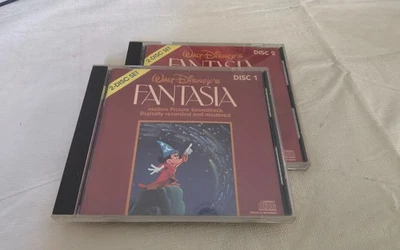 2-DISC SET
DISC 2
WALT DISNEY'S
FANTASIA
2-DISC SET
DISC 1
WALT DISNEY'S
FANTASIA
Motion Picture Soundtrack
Digitally recorded and mastered